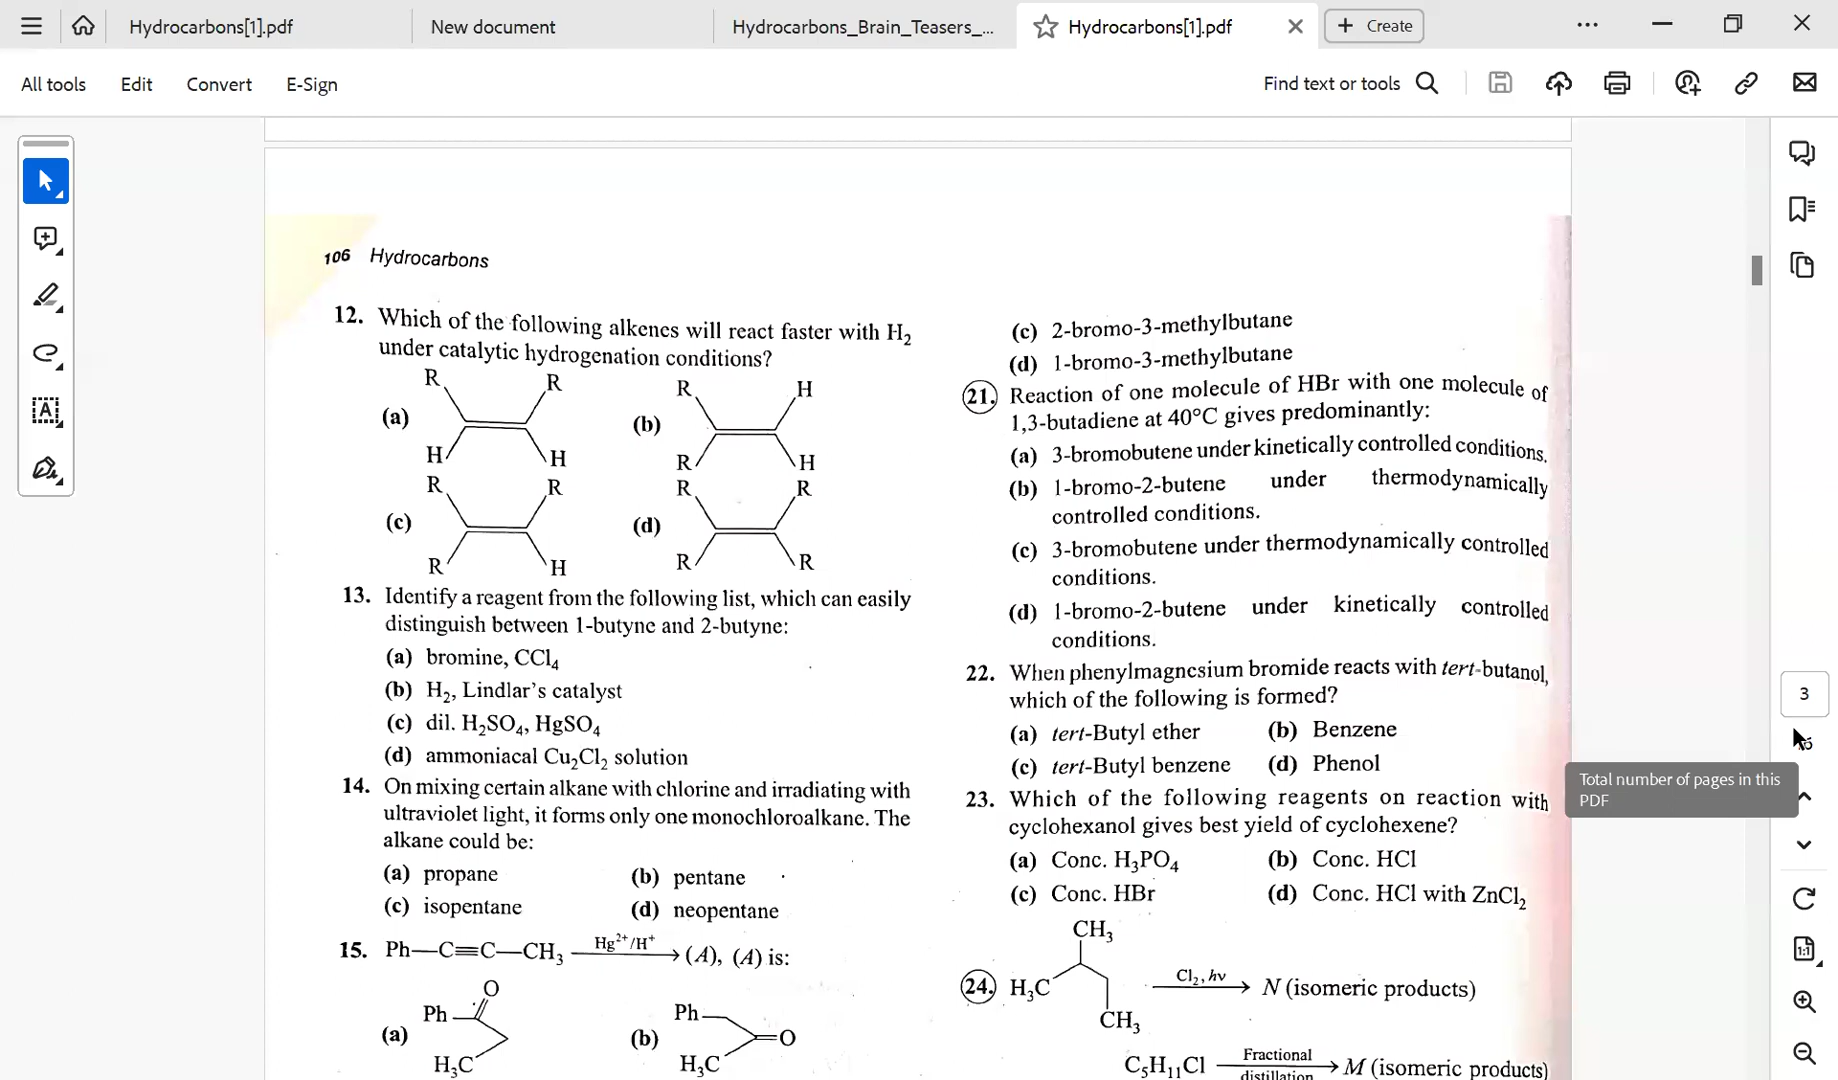 Hydrocarbons[1].pdf
New document
Hydrocarbons_Brain_Teasers_...
Hydrocarbons[1].pdf
Create
All tools
Edit
Convert
E-Sign
Find text or tools
106 Hydrocarbons
12. Which of the following alkenes will react faster with H₂
under catalytic hydrogenation conditions?
(a) R R H H
(b) R H R H
(c) R R R H
(d) R R R R
13. Identify a reagent from the following list, which can easily
distinguish between 1-butyne and 2-butyne:
(a) bromine, CCl₄
(b) H₂, Lindlar's catalyst
(c) dil. H₂SO₄, HgSO₄
(d) ammoniacal Cu₂Cl₂ solution
14. On mixing certain alkane with chlorine and irradiating with
ultraviolet light, it forms only one monochloroalkane. The
alkane could be:
(a) propane (b) pentane
(c) isopentane (d) neopentane
15. Ph—C≡C—CH₃ Hg²⁺/H⁺ → (A), (A) is:
(a) Ph O H₃C
(b) Ph O H₃C
(c) 2-bromo-3-methylbutane
(d) 1-bromo-3-methylbutane
21. Reaction of one molecule of HBr with one molecule of
1,3-butadiene at 40°C gives predominantly:
(a) 3-bromobutene under kinetically controlled conditions.
(b) 1-bromo-2-butene under thermodynamically
controlled conditions.
(c) 3-bromobutene under thermodynamically controlled
conditions.
(d) 1-bromo-2-butene under kinetically controlled
conditions.
22. When phenylmagnesium bromide reacts with tert-butanol,
which of the following is formed?
(a) tert-Butyl ether (b) Benzene
(c) tert-Butyl benzene (d) Phenol
23. Which of the following reagents on reaction with
cyclohexanol gives best yield of cyclohexene?
(a) Conc. H₃PO₄ (b) Conc. HCl
(c) Conc. HBr (d) Conc. HCl with ZnCl₂
24. CH₃ H₃C CH₃ Cl₂, hν → N (isomeric products)
C₅H₁₁Cl Fractional distillation → M (isomeric products)
3
Total number of pages in this
PDF
1:1